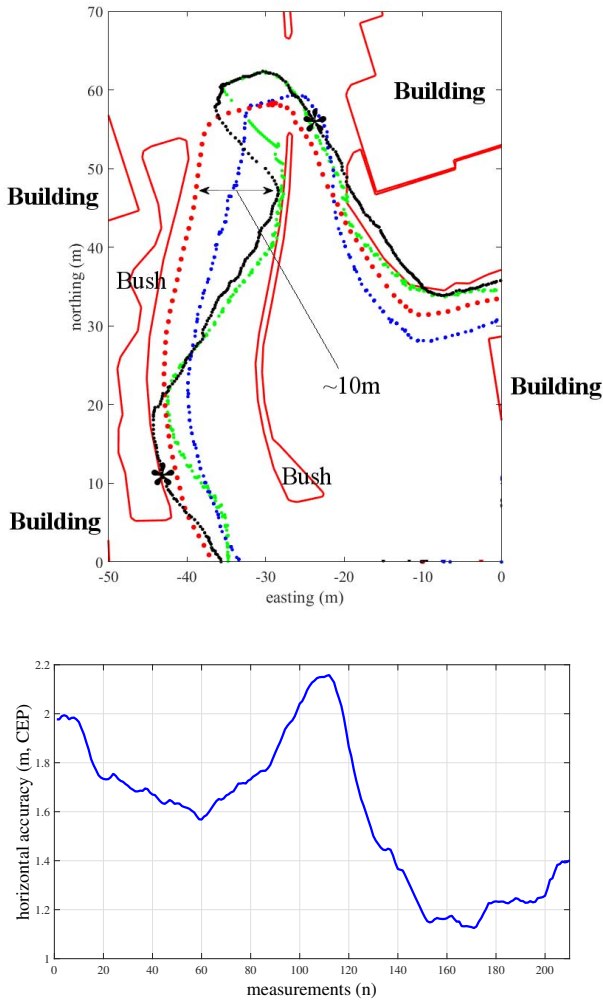 70
60
Building
50
Building
40
northing (m)
Bush
30
~10m
20
Building
Bush
10
Building
0
-50 -40 -30 -20 -10 0
easting (m)
2.2
2
1.8
1.6
1.4
1.2
1
horizontal accuracy (m, CEP)
0 20 40 60 80 100 120 140 160 180 200
measurements (n)